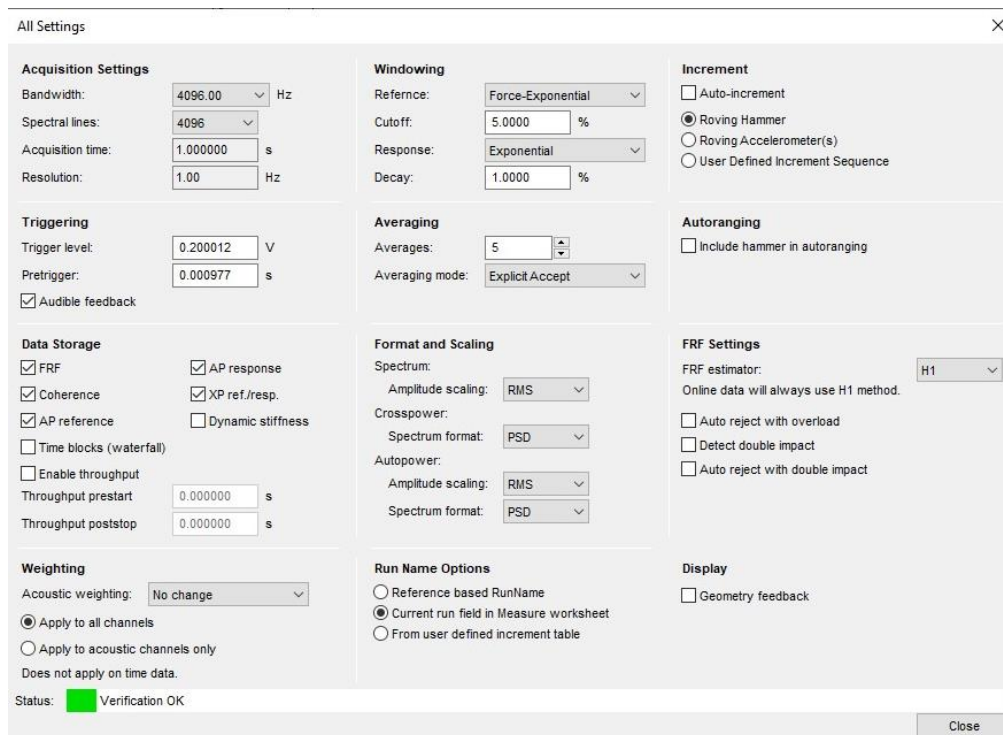 All Settings
Acquisition Settings
Bandwidth: 4096.00 Hz
Spectral lines: 4096
Acquisition time: 1.000000 s
Resolution: 1.00 Hz
Windowing
Refernce: Force-Exponential
Cutoff: 5.0000 %
Response: Exponential
Decay: 1.0000 %
Increment
Auto-increment
Roving Hammer
Roving Accelerometer(s)
User Defined Increment Sequence
Triggering
Trigger level: 0.200012 V
Pretrigger: 0.000977 s
Audible feedback
Averaging
Averages: 5
Averaging mode: Explicit Accept
Autoranging
Include hammer in autoranging
Data Storage
FRF AP response
Coherence XP ref./resp.
AP reference Dynamic stiffness
Time blocks (waterfall)
Enable throughput
Throughput prestart 0.000000 s
Throughput poststop 0.000000 s
Format and Scaling
Spectrum:
Amplitude scaling: RMS
Crosspower:
Spectrum format: PSD
Autopower:
Amplitude scaling: RMS
Spectrum format: PSD
FRF Settings
FRF estimator: H1
Online data will always use H1 method.
Auto reject with overload
Detect double impact
Auto reject with double impact
Weighting
Acoustic weighting: No change
Apply to all channels
Apply to acoustic channels only
Does not apply on time data.
Run Name Options
Reference based RunName
Current run field in Measure worksheet
From user defined increment table
Display
Geometry feedback
Status: Verification OK
Close